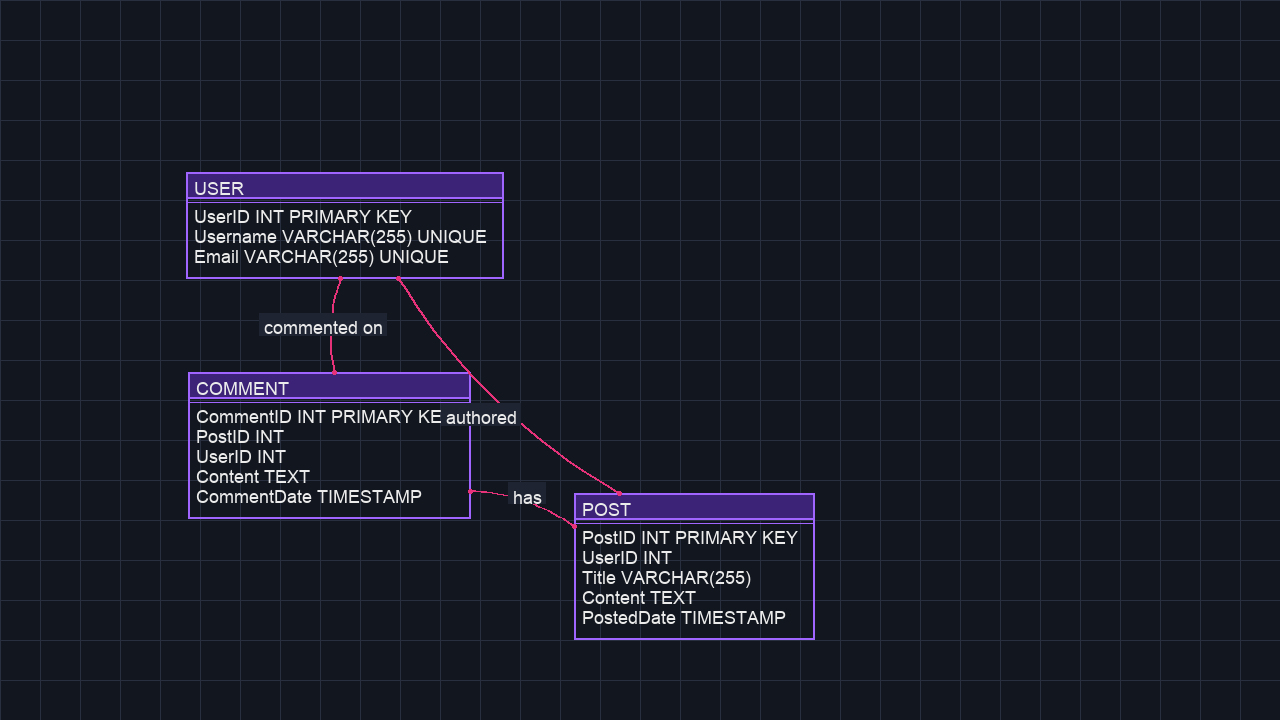 USER
UserID INT PRIMARY KEY
Username VARCHAR(255) UNIQUE
Email VARCHAR(255) UNIQUE
commented on
COMMENT
CommentID INT PRIMARY KE
PostID INT
UserID INT
Content TEXT
CommentDate TIMESTAMP
authored
has
POST
PostID INT PRIMARY KEY
UserID INT
Title VARCHAR(255)
Content TEXT
PostedDate TIMESTAMP